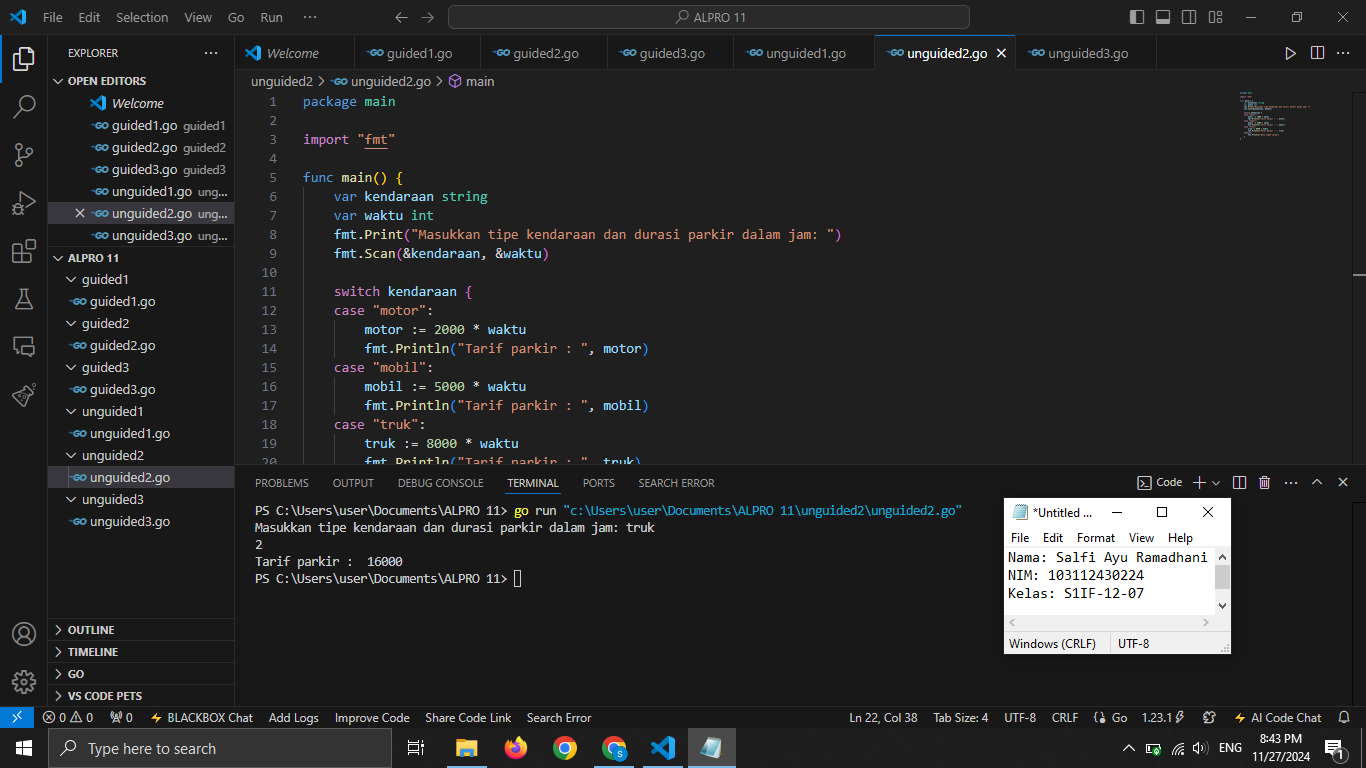 File Edit Selection View Go Run ··· ALPRO 11
EXPLORER ···
OPEN EDITORS
Welcome
guided1.go guided1
guided2.go guided2
guided3.go guided3
unguided1.go ung...
unguided2.go ung...
unguided3.go ung...
ALPRO 11
guided1
guided1.go
guided2
guided2.go
guided3
guided3.go
unguided1
unguided1.go
unguided2
unguided2.go
unguided3
unguided3.go
OUTLINE
TIMELINE
GO
VS CODE PETS
Welcome guided1.go guided2.go guided3.go unguided1.go unguided2.go unguided3.go
unguided2 > unguided2.go > main
1 package main
2
3 import "fmt"
4
5 func main() {
6 var kendaraan string
7 var waktu int
8 fmt.Print("Masukkan tipe kendaraan dan durasi parkir dalam jam: ")
9 fmt.Scan(&kendaraan, &waktu)
10
11 switch kendaraan {
12 case "motor":
13 motor := 2000 * waktu
14 fmt.Println("Tarif parkir : ", motor)
15 case "mobil":
16 mobil := 5000 * waktu
17 fmt.Println("Tarif parkir : ", mobil)
18 case "truk":
19 truk := 8000 * waktu
20 fmt.Println("Tarif parkir : ", truk)
PROBLEMS OUTPUT DEBUG CONSOLE TERMINAL PORTS SEARCH ERROR Code
PS C:\Users\user\Documents\ALPRO 11> go run "c:\Users\user\Documents\ALPRO 11\unguided2\unguided2.go"
Masukkan tipe kendaraan dan durasi parkir dalam jam: truk
2
Tarif parkir :  16000
PS C:\Users\user\Documents\ALPRO 11>
*Untitled ...
File Edit Format View Help
Nama: Salfi Ayu Ramadhani
NIM: 103112430224
Kelas: S1IF-12-07
Windows (CRLF) UTF-8
0 0 0 BLACKBOX Chat Add Logs Improve Code Share Code Link Search Error Ln 22, Col 38 Tab Size: 4 UTF-8 CRLF Go 1.23.1 AI Code Chat
Type here to search ENG 8:43 PM
11/27/2024 1